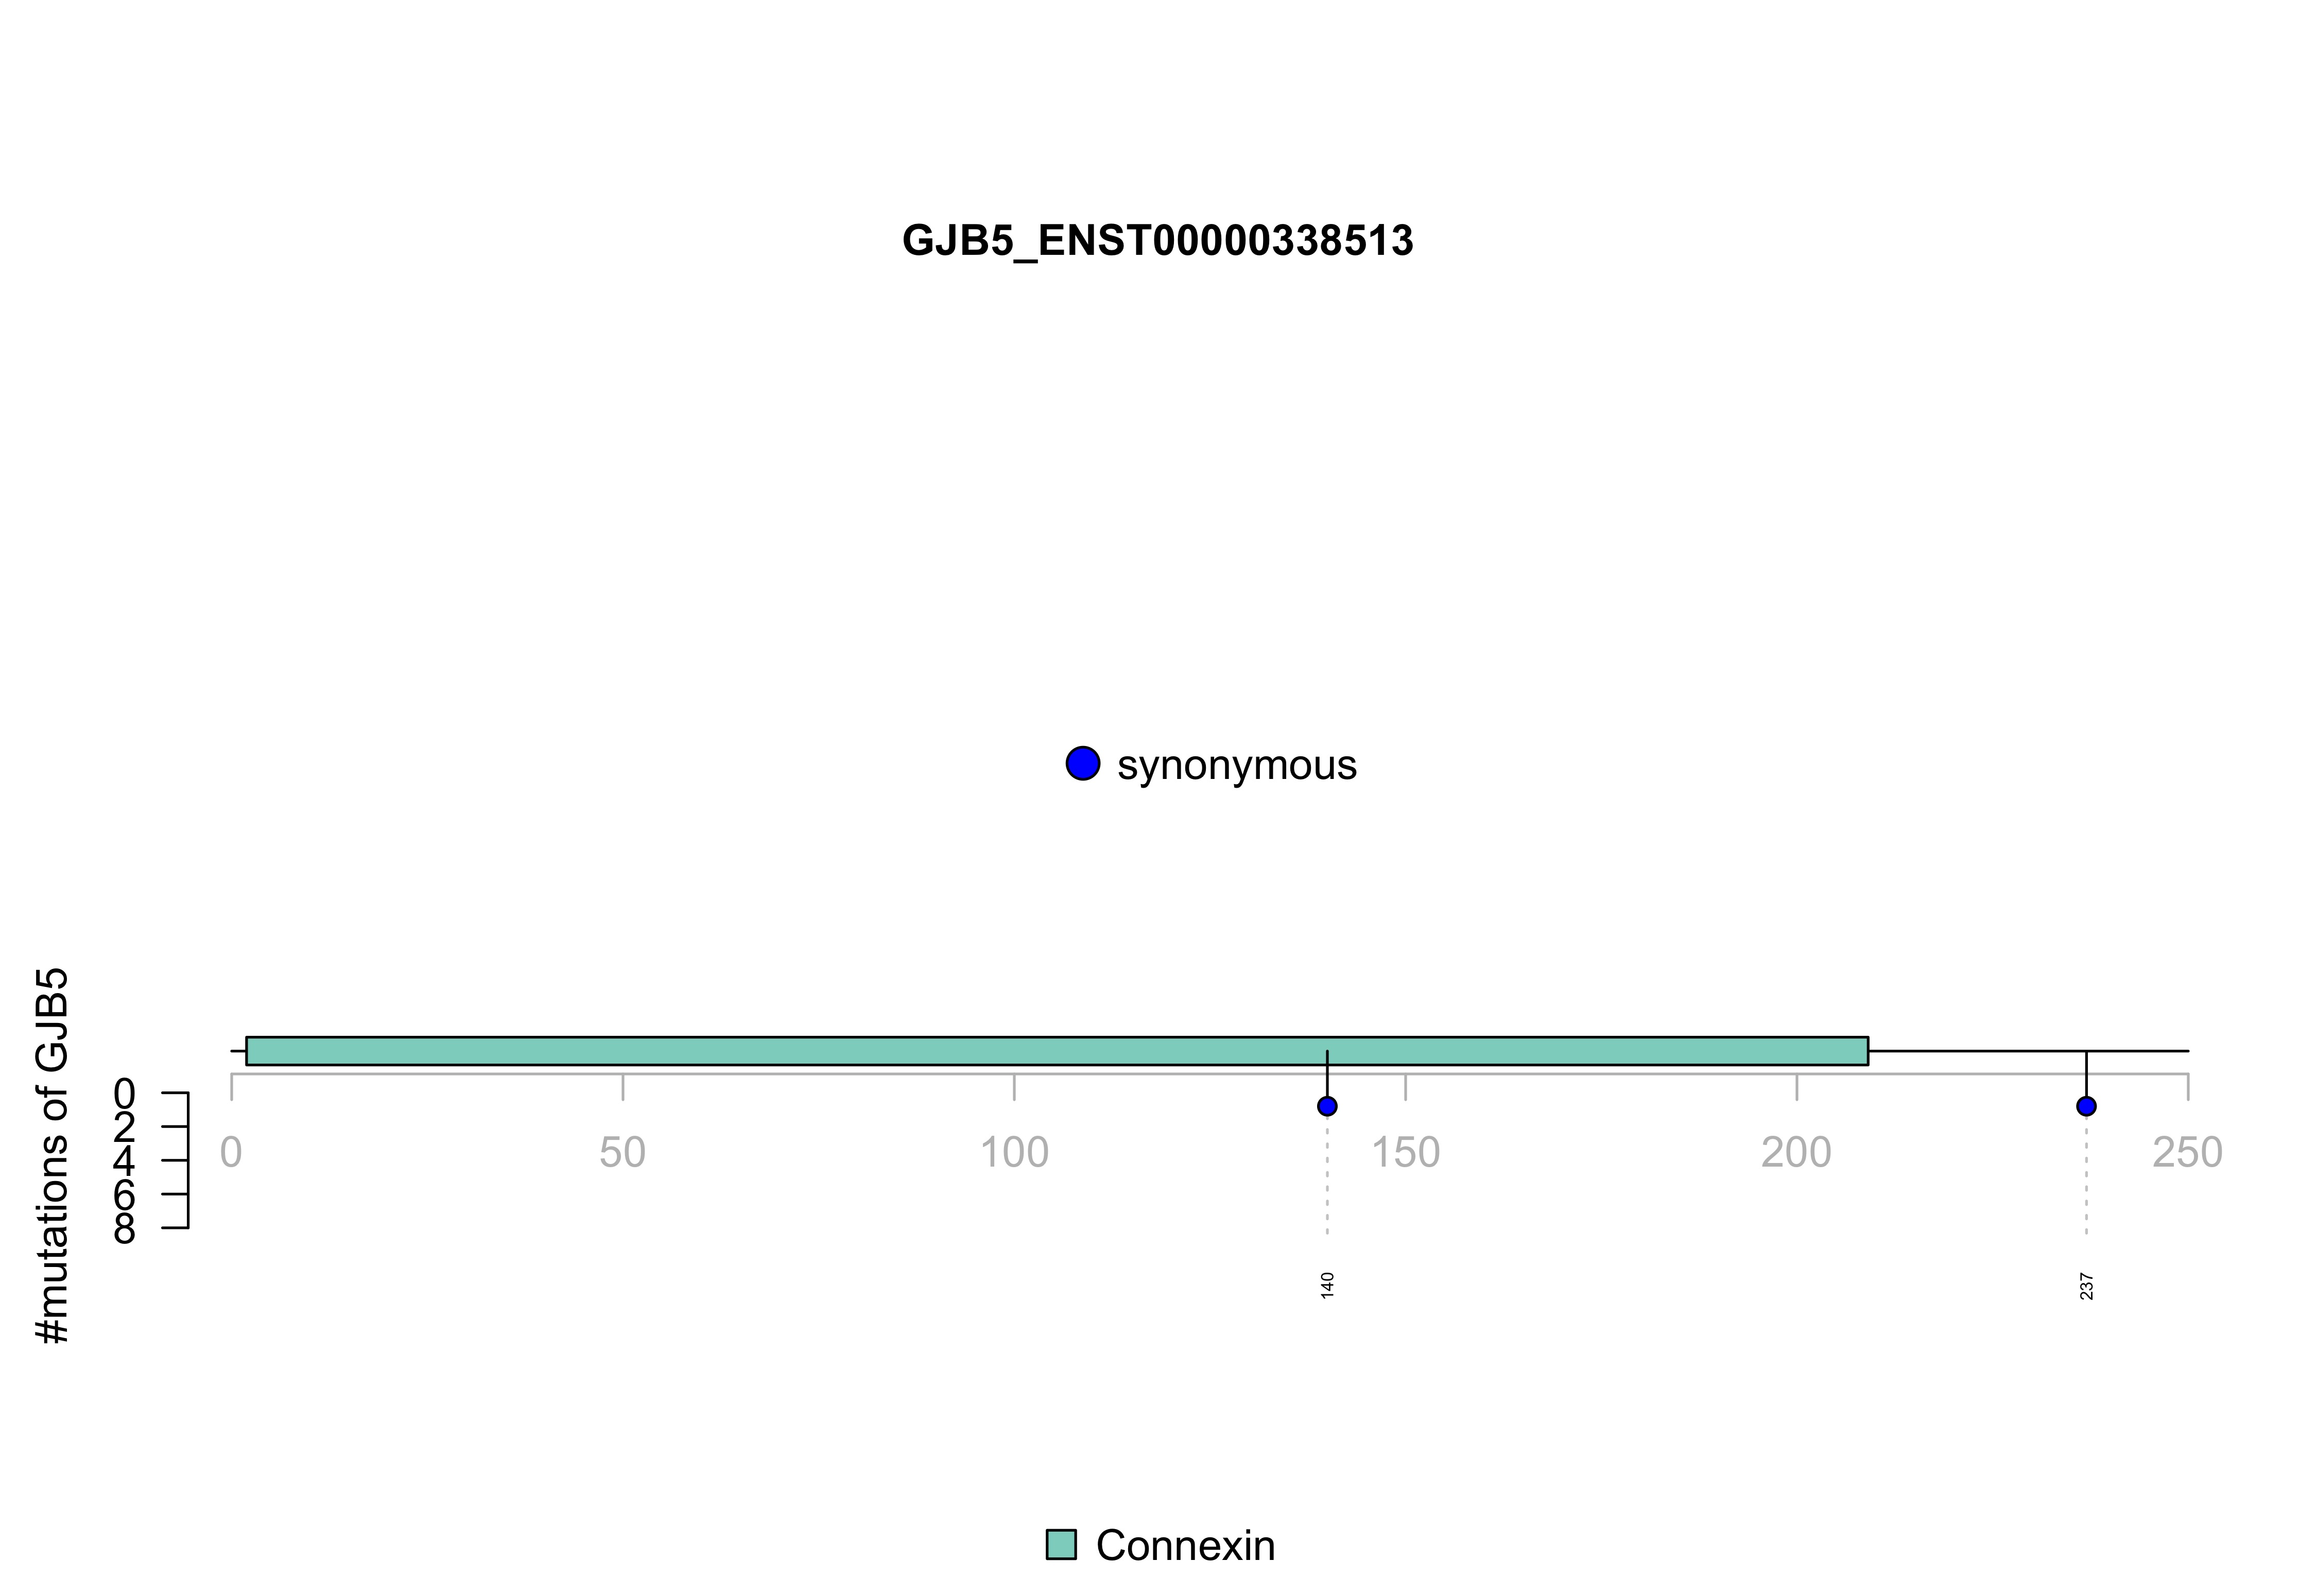 GJB5_ENST00000338513
synonymous
#mutations of GJB5
0
2
4
6
8
0 50 100 150 200 250
140 237
Connexin